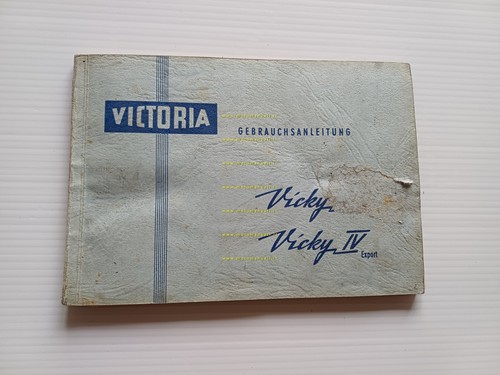 VICTORIA
GEBRAUCHSANLEITUNG
Vicky
Vicky IV
Export